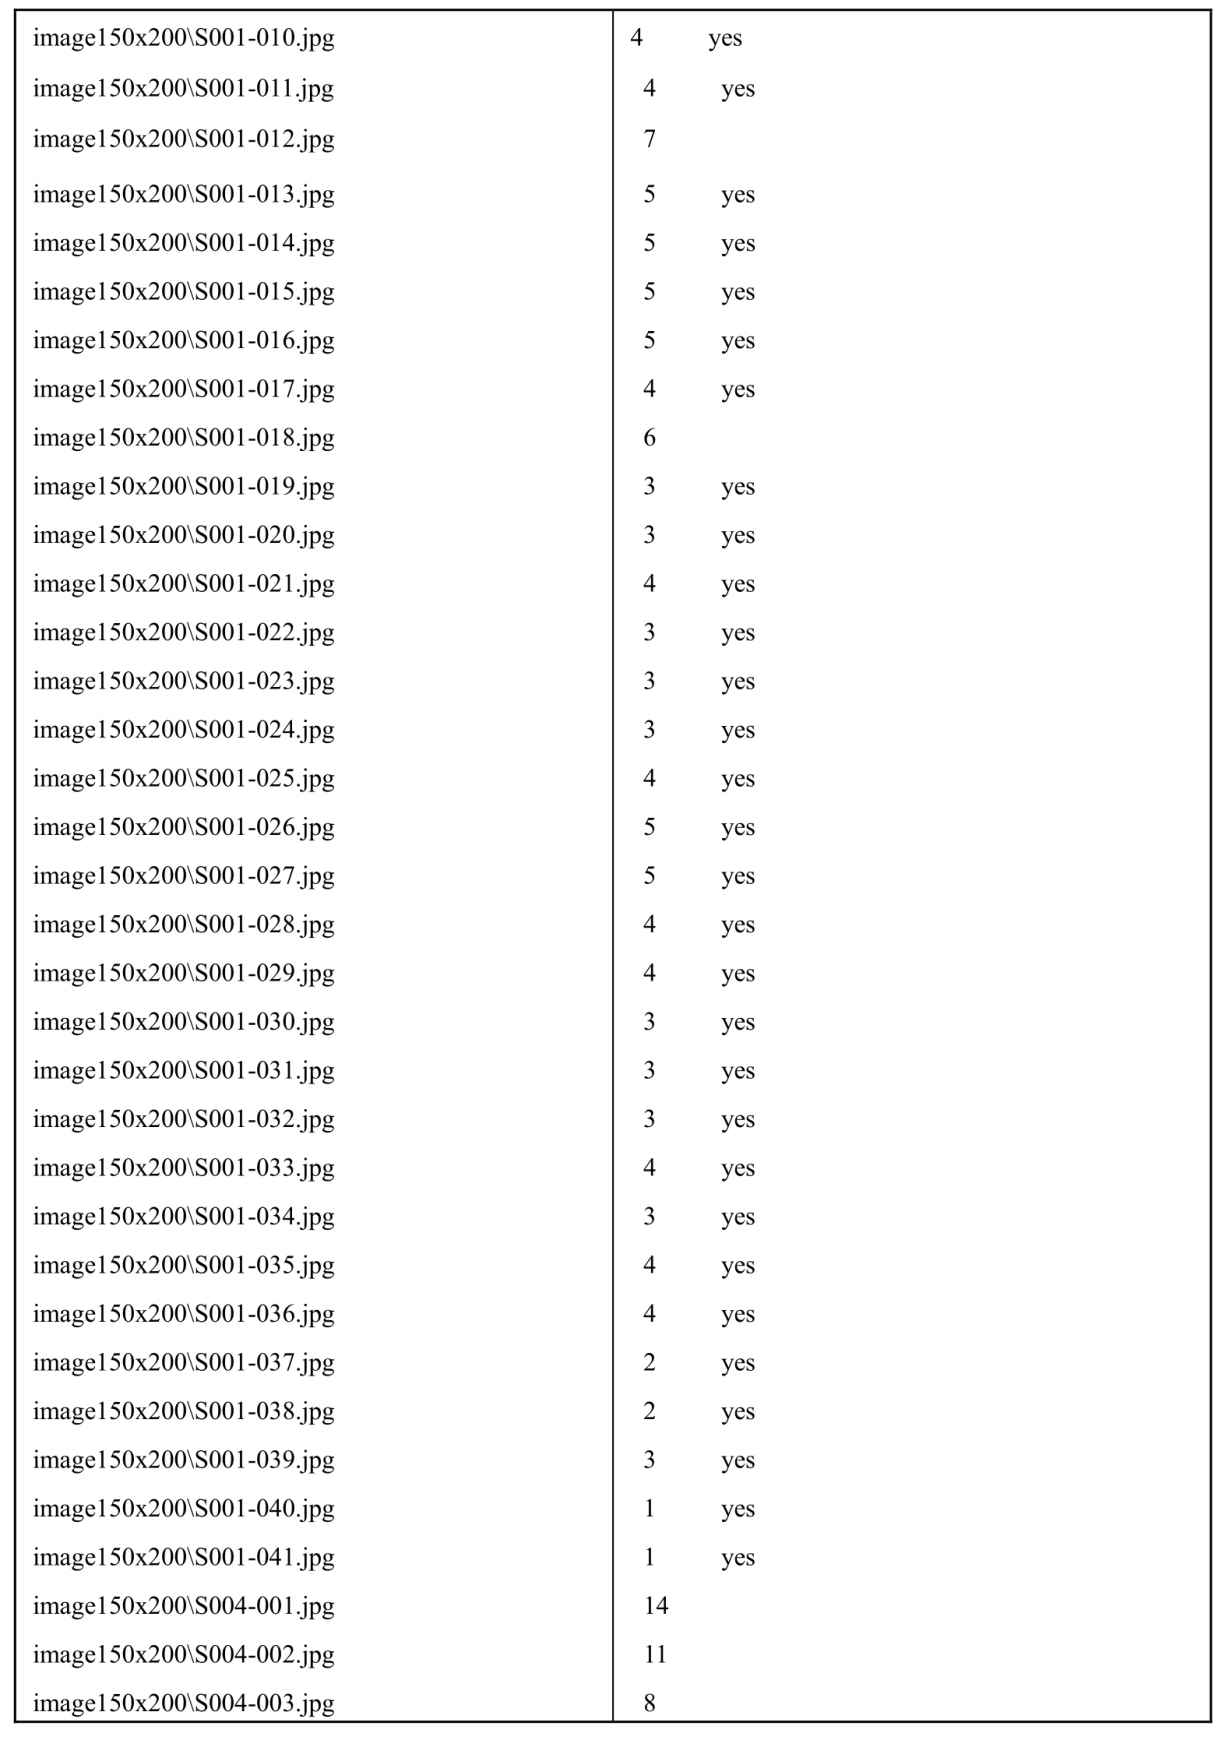 image150x200\S001-010.jpg 4 yes
image150x200\S001-011.jpg 4 yes
image150x200\S001-012.jpg 7
image150x200\S001-013.jpg 5 yes
image150x200\S001-014.jpg 5 yes
image150x200\S001-015.jpg 5 yes
image150x200\S001-016.jpg 5 yes
image150x200\S001-017.jpg 4 yes
image150x200\S001-018.jpg 6
image150x200\S001-019.jpg 3 yes
image150x200\S001-020.jpg 3 yes
image150x200\S001-021.jpg 4 yes
image150x200\S001-022.jpg 3 yes
image150x200\S001-023.jpg 3 yes
image150x200\S001-024.jpg 3 yes
image150x200\S001-025.jpg 4 yes
image150x200\S001-026.jpg 5 yes
image150x200\S001-027.jpg 5 yes
image150x200\S001-028.jpg 4 yes
image150x200\S001-029.jpg 4 yes
image150x200\S001-030.jpg 3 yes
image150x200\S001-031.jpg 3 yes
image150x200\S001-032.jpg 3 yes
image150x200\S001-033.jpg 4 yes
image150x200\S001-034.jpg 3 yes
image150x200\S001-035.jpg 4 yes
image150x200\S001-036.jpg 4 yes
image150x200\S001-037.jpg 2 yes
image150x200\S001-038.jpg 2 yes
image150x200\S001-039.jpg 3 yes
image150x200\S001-040.jpg 1 yes
image150x200\S001-041.jpg 1 yes
image150x200\S004-001.jpg 14
image150x200\S004-002.jpg 11
image150x200\S004-003.jpg 8